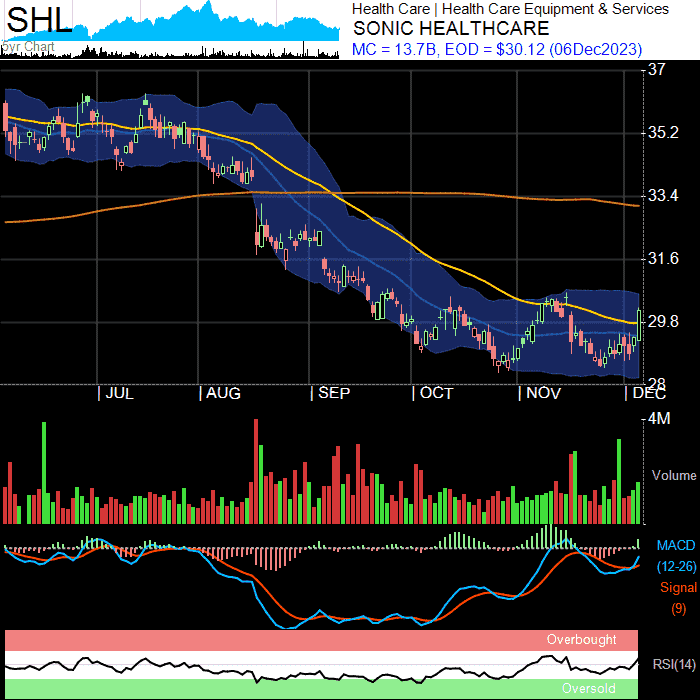 SHL
5yr Chart
Health Care | Health Care Equipment & Services
SONIC HEALTHCARE
MC = 13.7B, EOD = $30.12 (06Dec2023)
37
35.2
33.4
31.6
29.8
28
JUL AUG SEP OCT NOV DEC
4M
Volume
MACD
(12-26)
Signal
(9)
Overbought
RSI(14)
Oversold